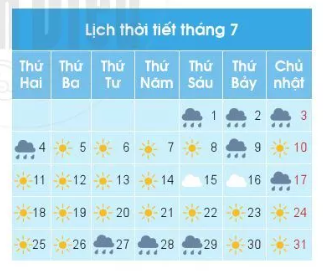 Lịch thời tiết tháng 7
Thứ Hai Thứ Ba Thứ Tư Thứ Năm Thứ Sáu Thứ Bảy Chủ nhật
1 2 3
4 5 6 7 8 9 10
11 12 13 14 15 16 17
18 19 20 21 22 23 24
25 26 27 28 29 30 31